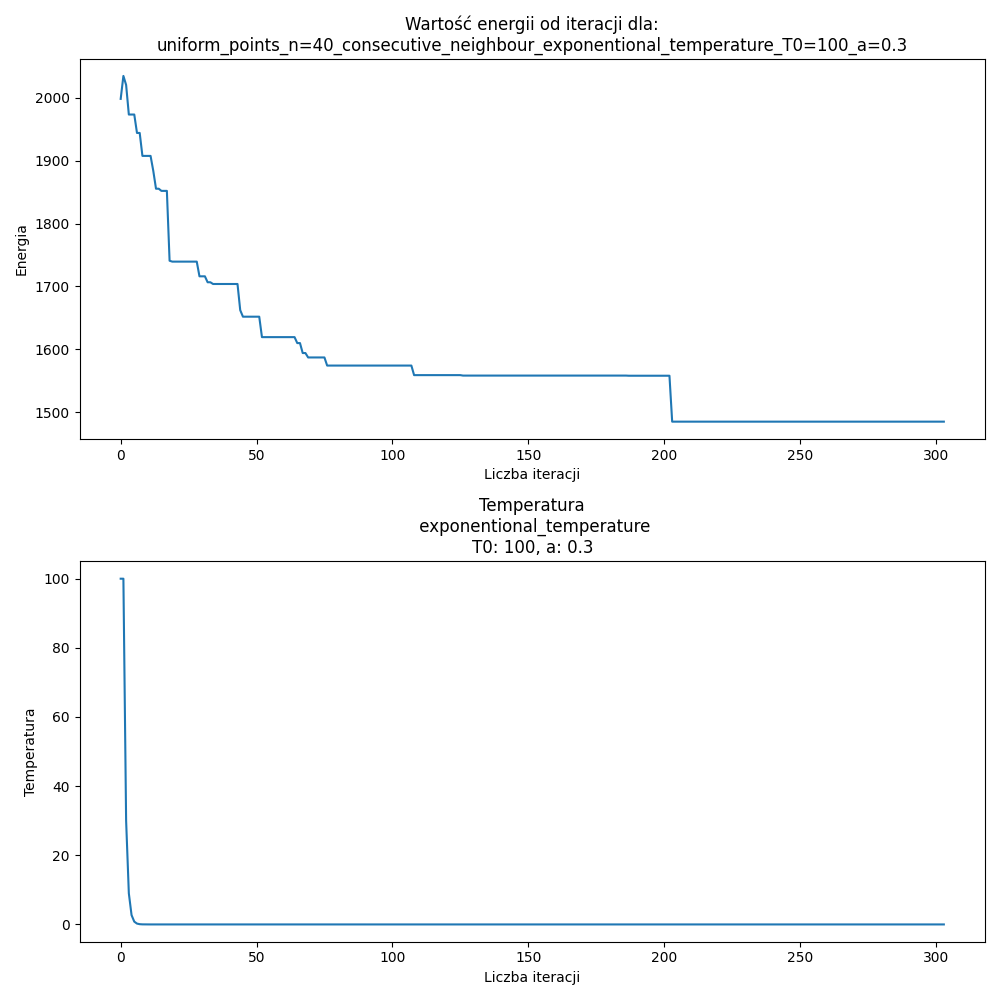 Wartość energii od iteracji dla:
uniform_points_n=40_consecutive_neighbour_exponentional_temperature_T0=100_a=0.3
2000
1900
1800
1700
1600
1500
Energia
0 50 100 150 200 250 300
Liczba iteracji
Temperatura
exponentional_temperature
T0: 100, a: 0.3
100
80
60
40
20
0
Temperatura
0 50 100 150 200 250 300
Liczba iteracji